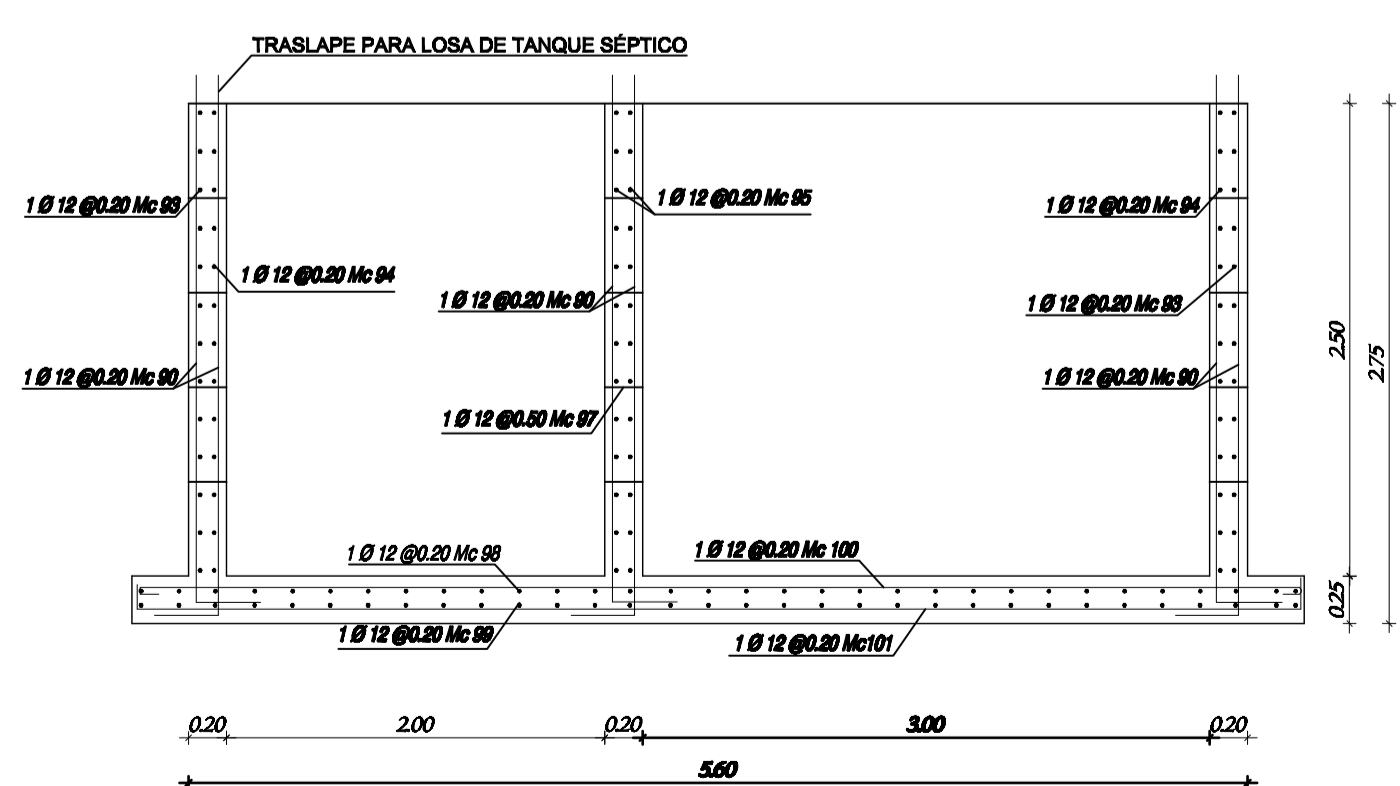 TRASLAPE PARA LOSA DE TANQUE SÉPTICO
1 Ø 12 @0.20 Mc 93
1 Ø 12 @0.20 Mc 95
1 Ø 12 @0.20 Mc 94
1 Ø 12 @0.20 Mc 94
1 Ø 12 @0.20 Mc 90
1 Ø 12 @0.20 Mc 93
1 Ø 12 @0.20 Mc 90
1 Ø 12 @0.20 Mc 90
1 Ø 12 @0.50 Mc 97
2.50
2.75
1 Ø 12 @0.20 Mc 98
1 Ø 12 @0.20 Mc 100
0.25
1 Ø 12 @0.20 Mc 99
1 Ø 12 @0.20 Mc101
0.20
2.00
0.20
3.00
0.20
5.60